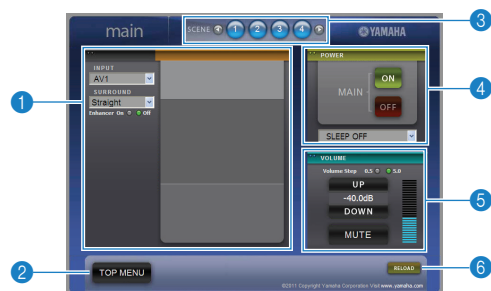 main
SCENE 1 2 3 4
YAMAHA
3
1
INPUT
AV1
SURROUND
Straight
Enhancer On Off
POWER
MAIN
ON
OFF
SLEEP OFF
4
VOLUME
Volume Step 0.5 5.0
UP
-40.0dB
DOWN
MUTE
5
2
TOP MENU
RELOAD
6
©2011 Copyright Yamaha Corporation Visit www.yamaha.com